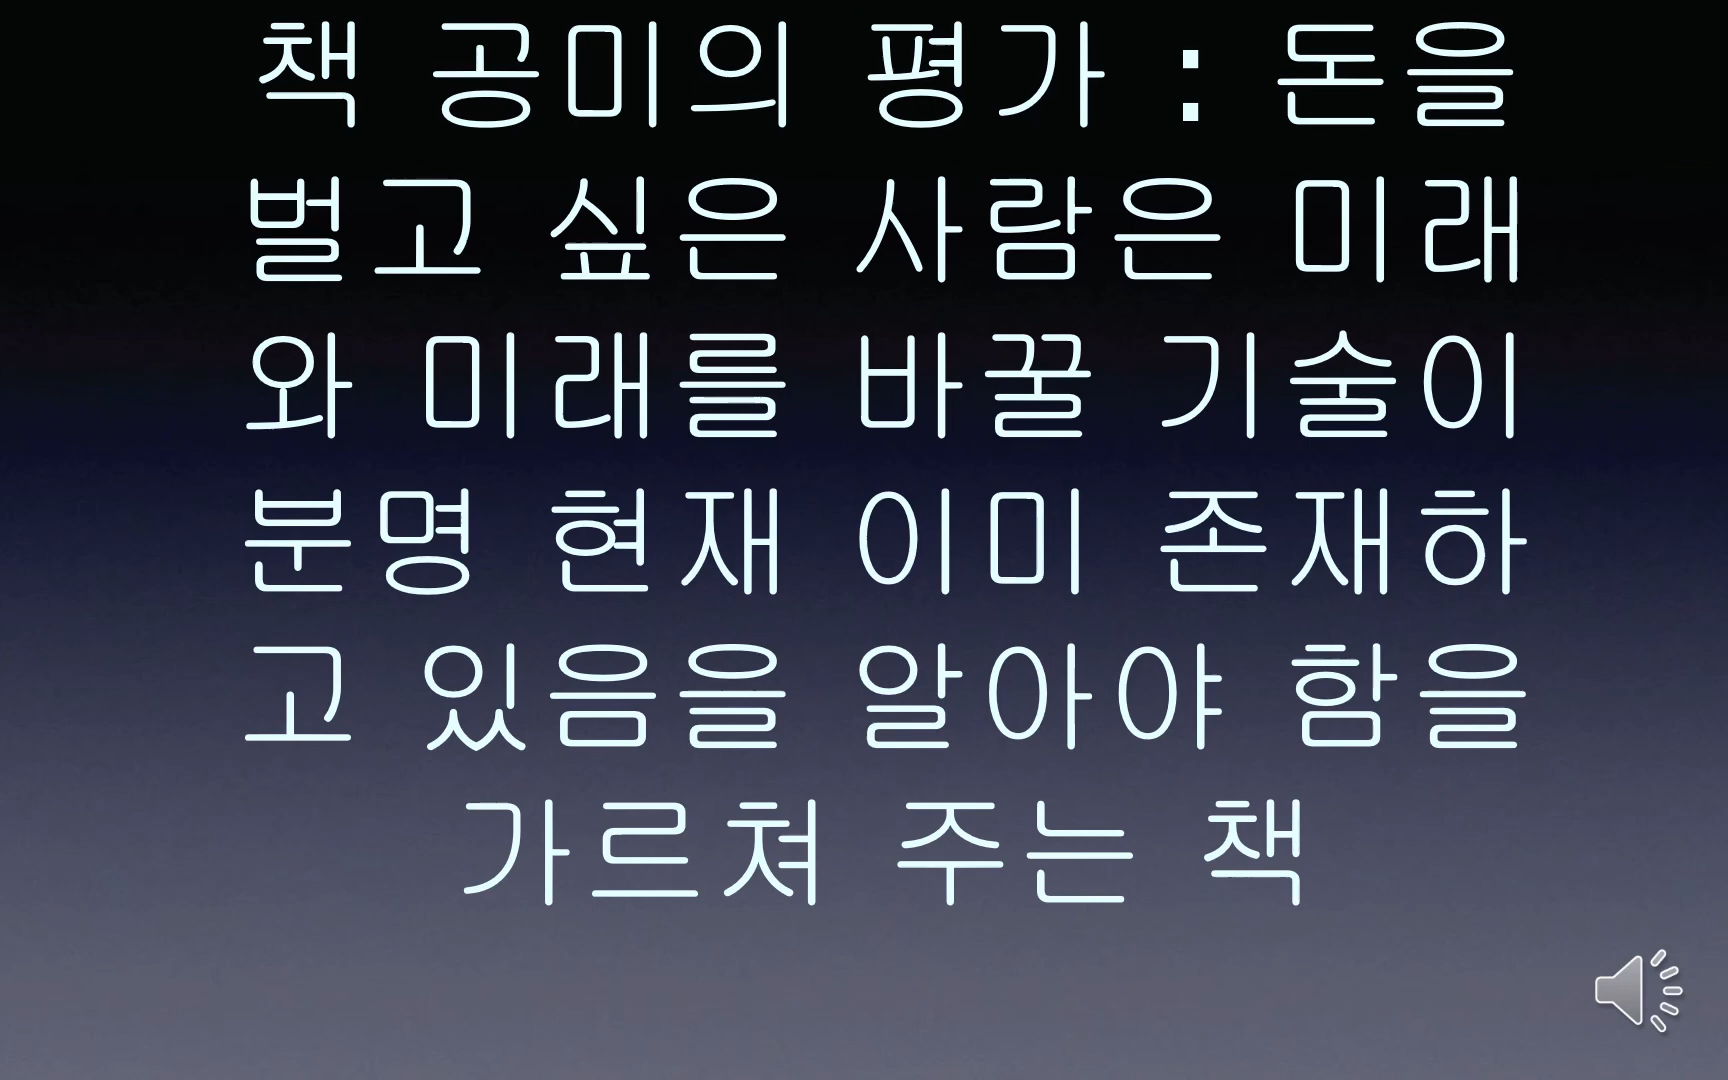 책 공미의 평가 : 돈을
벌고 싶은 사람은 미래
와 미래를 바꿀 기술이
분명 현재 이미 존재하
고 있음을 알아야 함을
가르쳐 주는 책